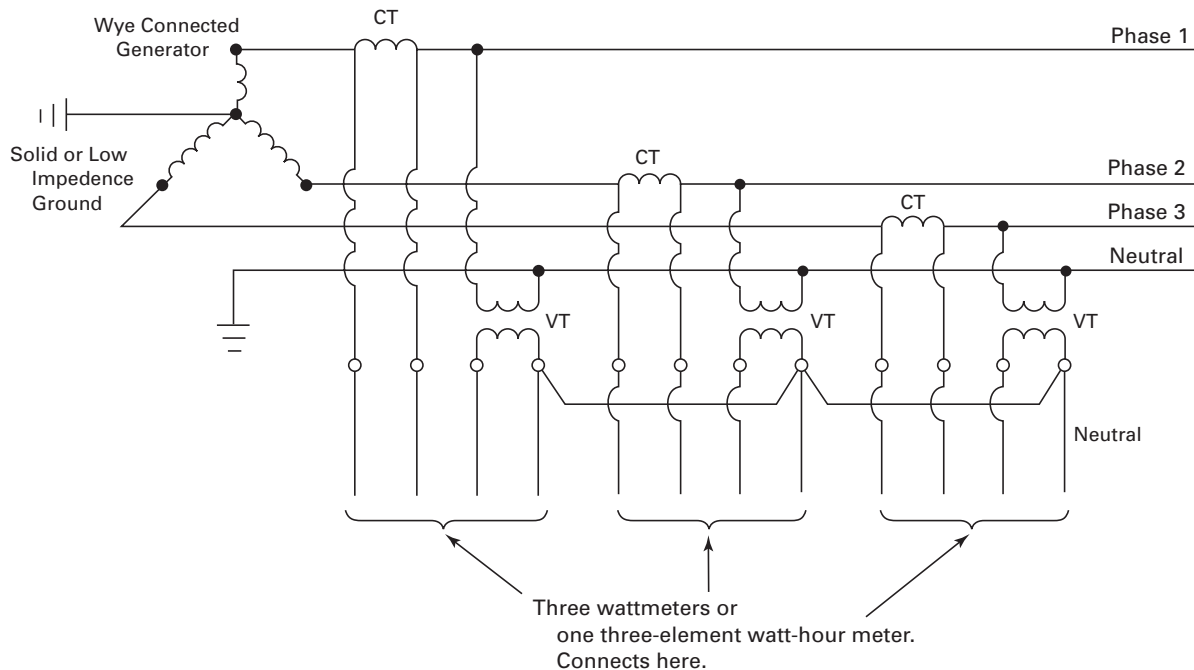 CT
Wye Connected
Generator
Phase 1
Solid or Low
Impedence
Ground
CT
Phase 2
CT
Phase 3
Neutral
VT
VT
VT
Neutral
Three wattmeters or
one three-element watt-hour meter.
Connects here.